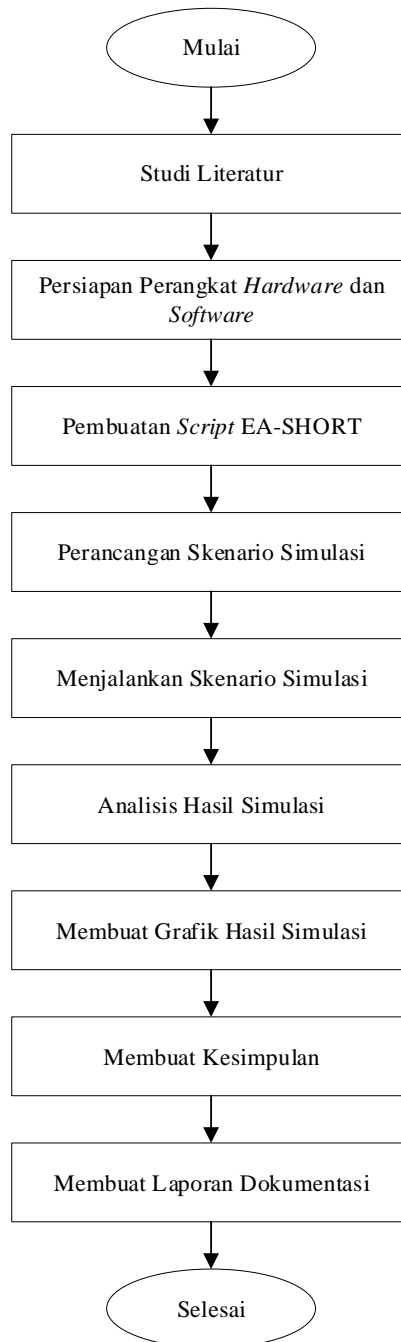 Mulai
Studi Literatur
Persiapan Perangkat Hardware dan
Software
Pembuatan Script EA-SHORT
Perancangan Skenario Simulasi
Menjalankan Skenario Simulasi
Analisis Hasil Simulasi
Membuat Grafik Hasil Simulasi
Membuat Kesimpulan
Membuat Laporan Dokumentasi
Selesai